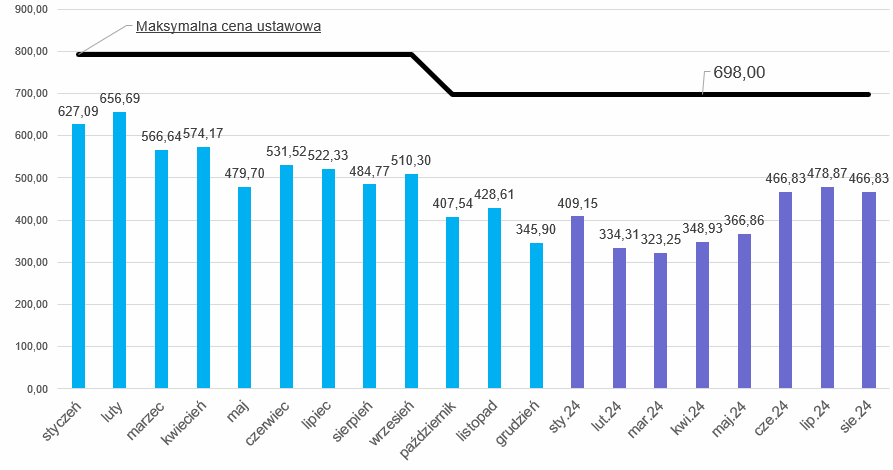 900,00
800,00
700,00
600,00
500,00
400,00
300,00
200,00
100,00
0,00
Maksymalna cena ustawowa
698,00
627,09
656,69
566,64
574,17
479,70
531,52
522,33
484,77
510,30
407,54
428,61
345,90
409,15
334,31
323,25
348,93
366,86
466,83
478,87
466,83
styczeń
luty
marzec
kwiecień
maj
czerwiec
lipiec
sierpień
wrzesień
październik
listopad
grudzień
sty.24
lut.24
mar.24
kwi.24
maj.24
cze.24
lip.24
sie.24